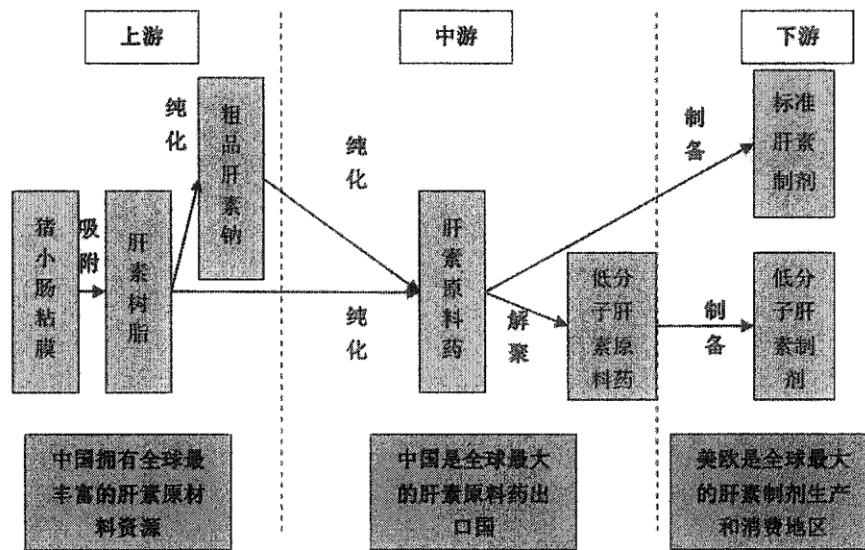 上游
中游
下游
纯化
粗品肝素钠
纯化
制备
标准
肝素
制剂
猪小肠粘膜
吸附
肝素树脂
纯化
肝素原料药
解聚
低分
子肝
素原
料药
制备
低分
子肝
素制
剂
中国拥有全球最
丰富的肝素原材
料资源
中国是全球最大
的肝素原料药出
口国
美欧是全球最大
的肝素制剂生产
和消费地区